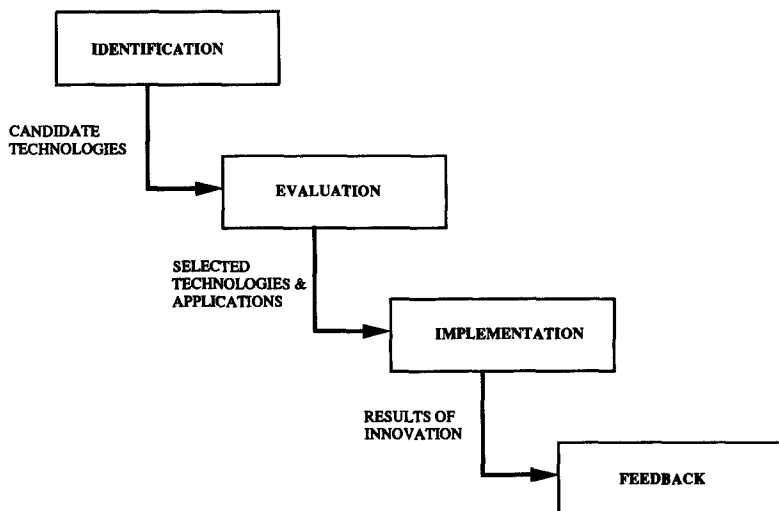 IDENTIFICATION
CANDIDATE
TECHNOLOGIES
EVALUATION
SELECTED
TECHNOLOGIES &
APPLICATIONS
IMPLEMENTATION
RESULTS OF
INNOVATION
FEEDBACK